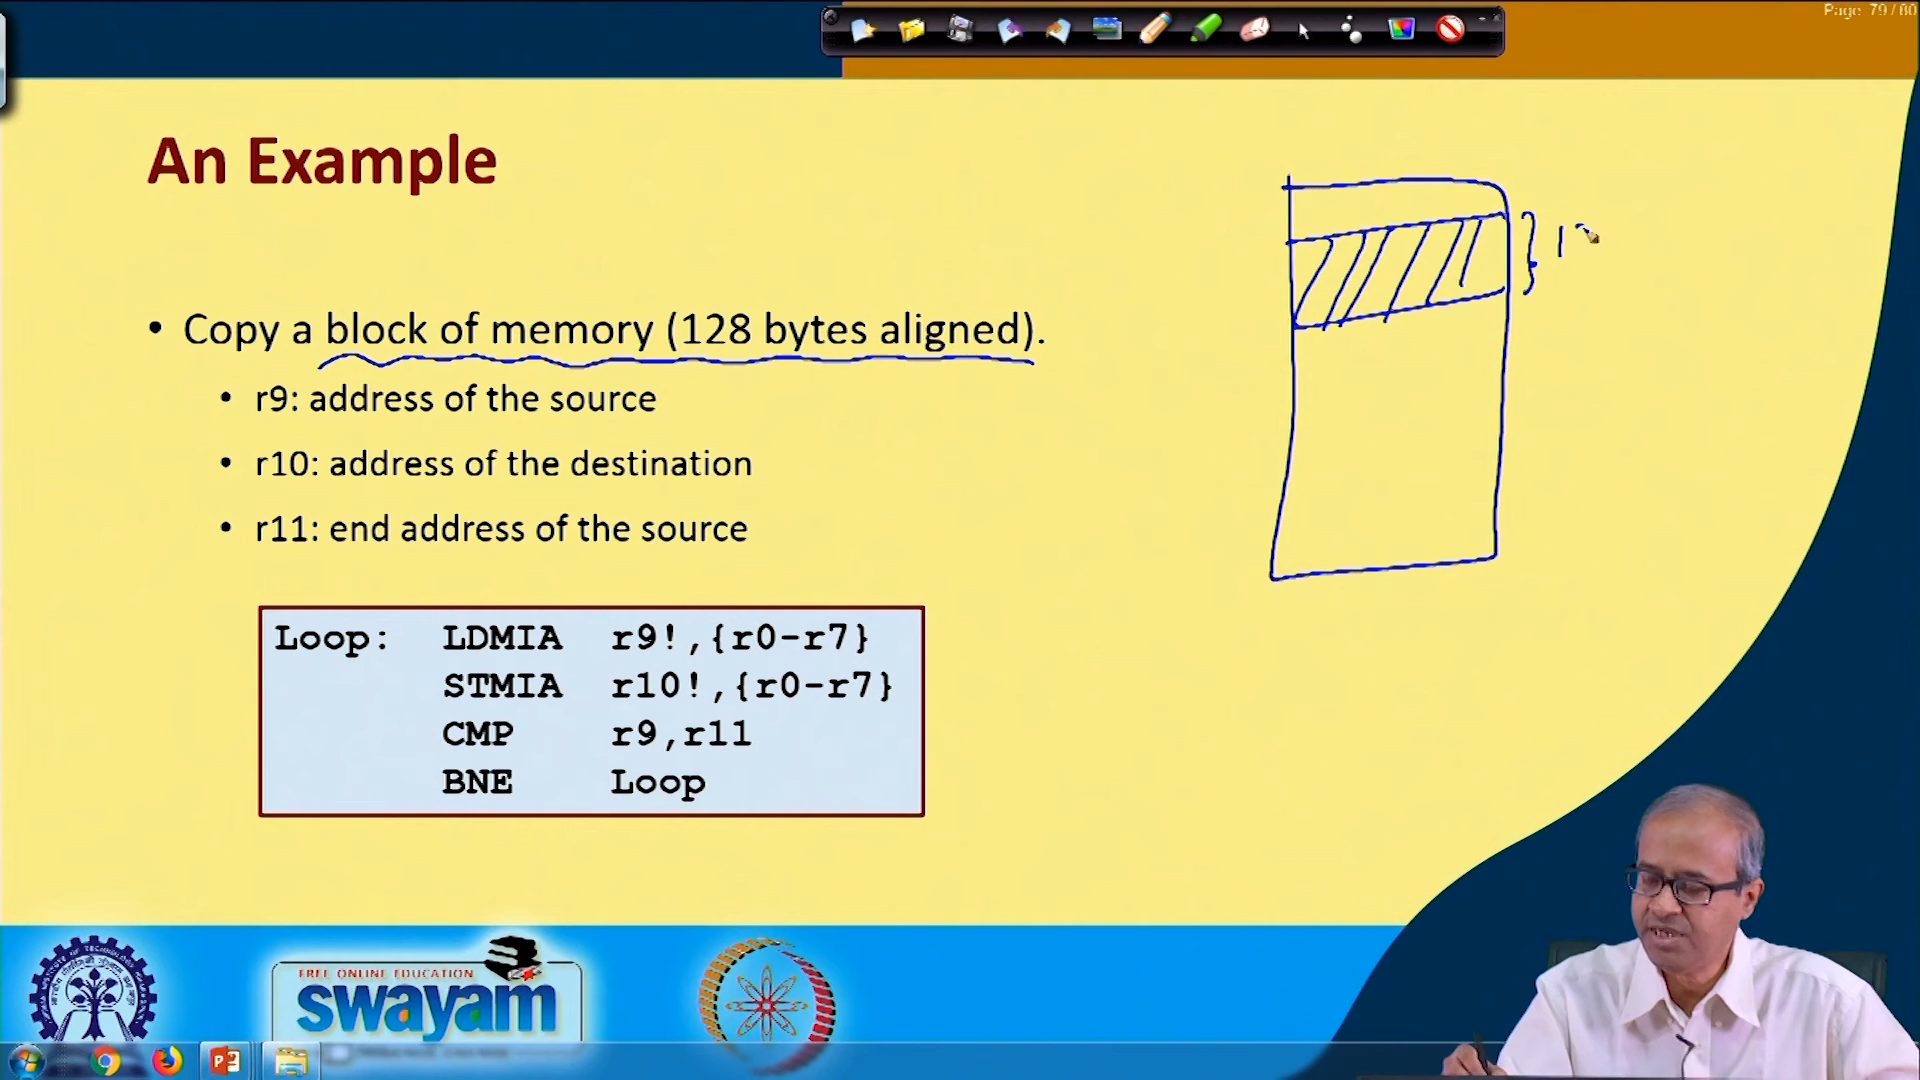 Page: 79 / 80
An Example
• Copy a block of memory (128 bytes aligned).
• r9: address of the source
• r10: address of the destination
• r11: end address of the source
Loop: LDMIA r9!,{r0-r7}
STMIA r10!,{r0-r7}
CMP r9,r11
BNE Loop
FREE ONLINE EDUCATION
swayam